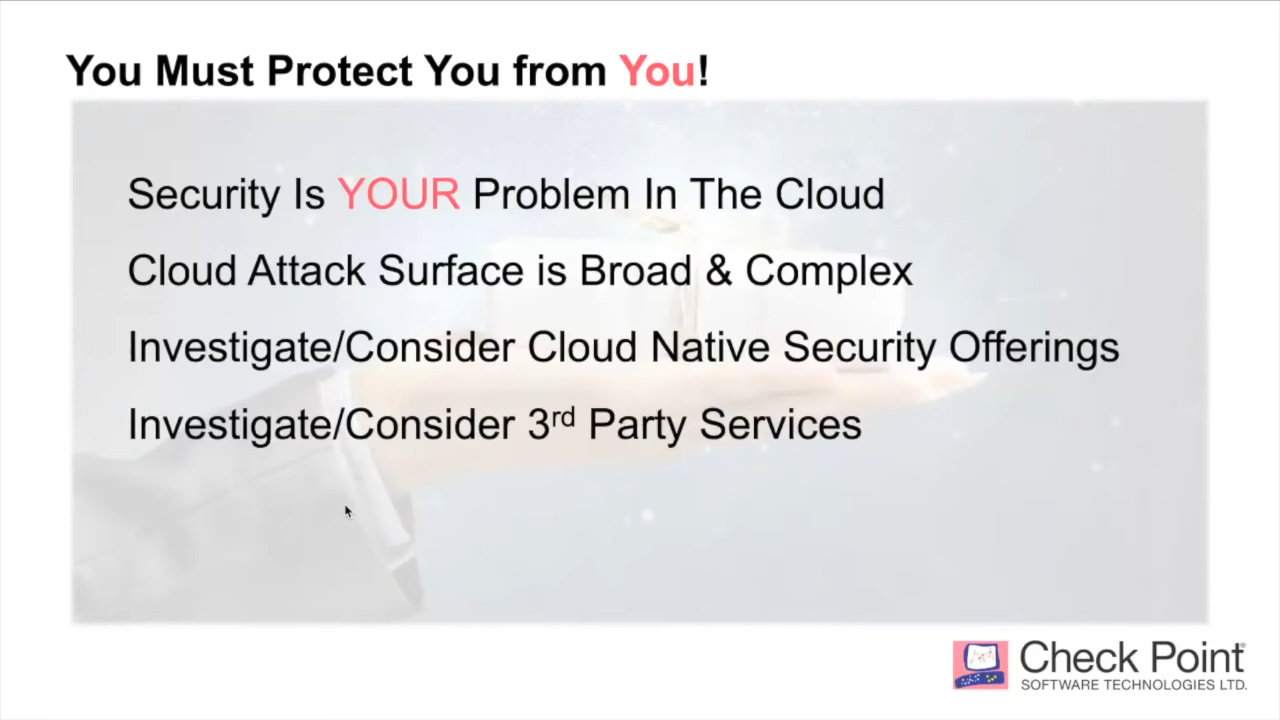 You Must Protect You from You!
Security Is YOUR Problem In The Cloud
Cloud Attack Surface is Broad & Complex
Investigate/Consider Cloud Native Security Offerings
Investigate/Consider 3rd Party Services
Check Point®
SOFTWARE TECHNOLOGIES LTD.